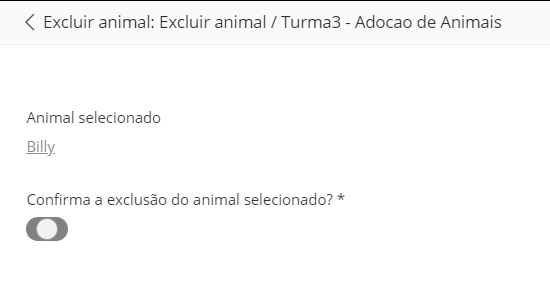 Excluir animal: Excluir animal / Turma3 - Adocao de Animais
Animal selecionado
Billy
Confirma a exclusão do animal selecionado? *